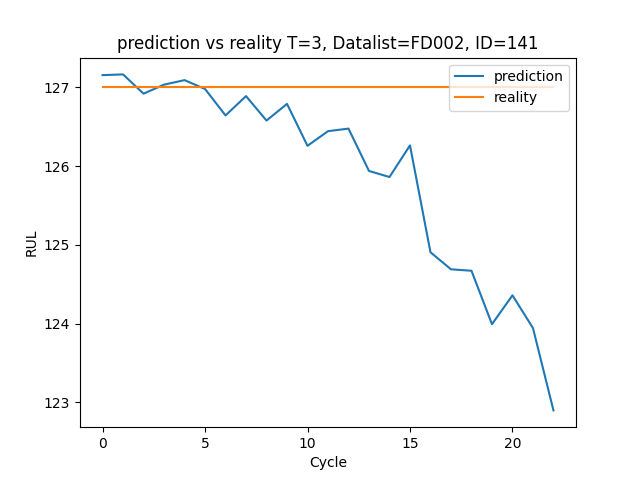 prediction vs reality T=3, Datalist=FD002, ID=141
prediction
reality
127
126
125
124
123
RUL
0 5 10 15 20
Cycle